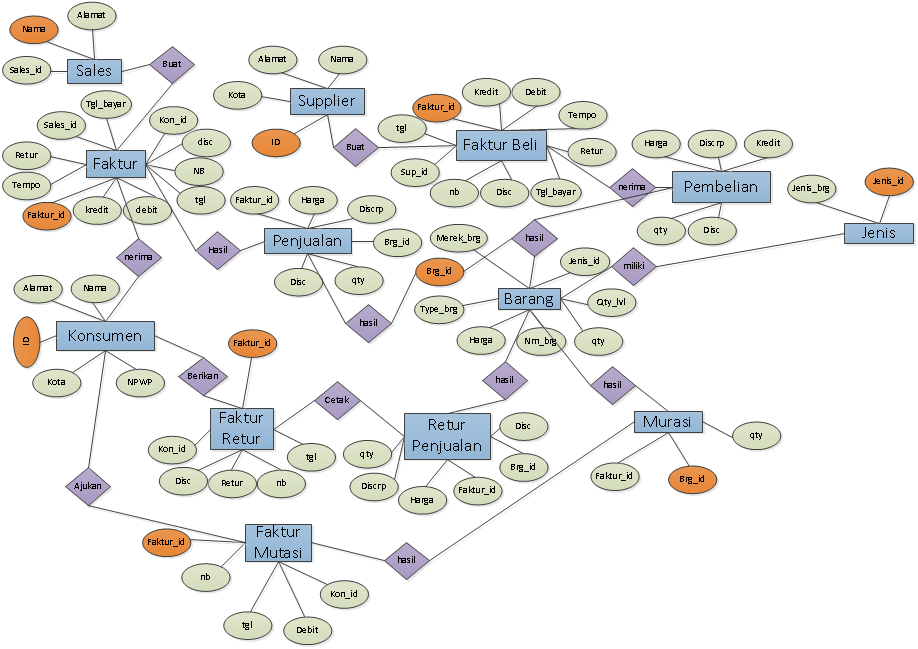 Alamat
Nama
Sales_id
Sales
Buat
Alamat
Nama
Kota
Supplier
ID
Buat
Kredit
Debit
Faktur_id
Tempo
tgl
Faktur Beli
Retur
Sup_id
nb
Disc
Tgl_bayar
nerima
Harga
Discrp
Kredit
Pembelian
qty
Disc
Jenis_brg
Jenis_id
Jenis
Tgl_bayar
Sales_id
Kon_id
disc
Retur
Faktur
NB
Tempo
tgl
Faktur_id
kredit
debit
nerima
Hasil
Faktur_id
Harga
Discrp
Penjualan
Brg_id
Disc
qty
hasil
Merek_brg
hasil
Jenis_id
miliki
Brg_id
Barang
Qty_lvl
Type_brg
Harga
Nm_brg
qty
hasil
hasil
Alamat
Nama
ID
Konsumen
Kota
NPWP
Berikan
Faktur_id
Faktur
Retur
Kon_id
Disc
Retur
nb
tgl
Cetak
Retur
Penjualan
qty
Discrp
Harga
Faktur_id
Brg_id
Disc
Murasi
qty
Faktur_id
Brg_id
Ajukan
Faktur
Mutasi
Faktur_id
nb
tgl
Debit
Kon_id
hasil